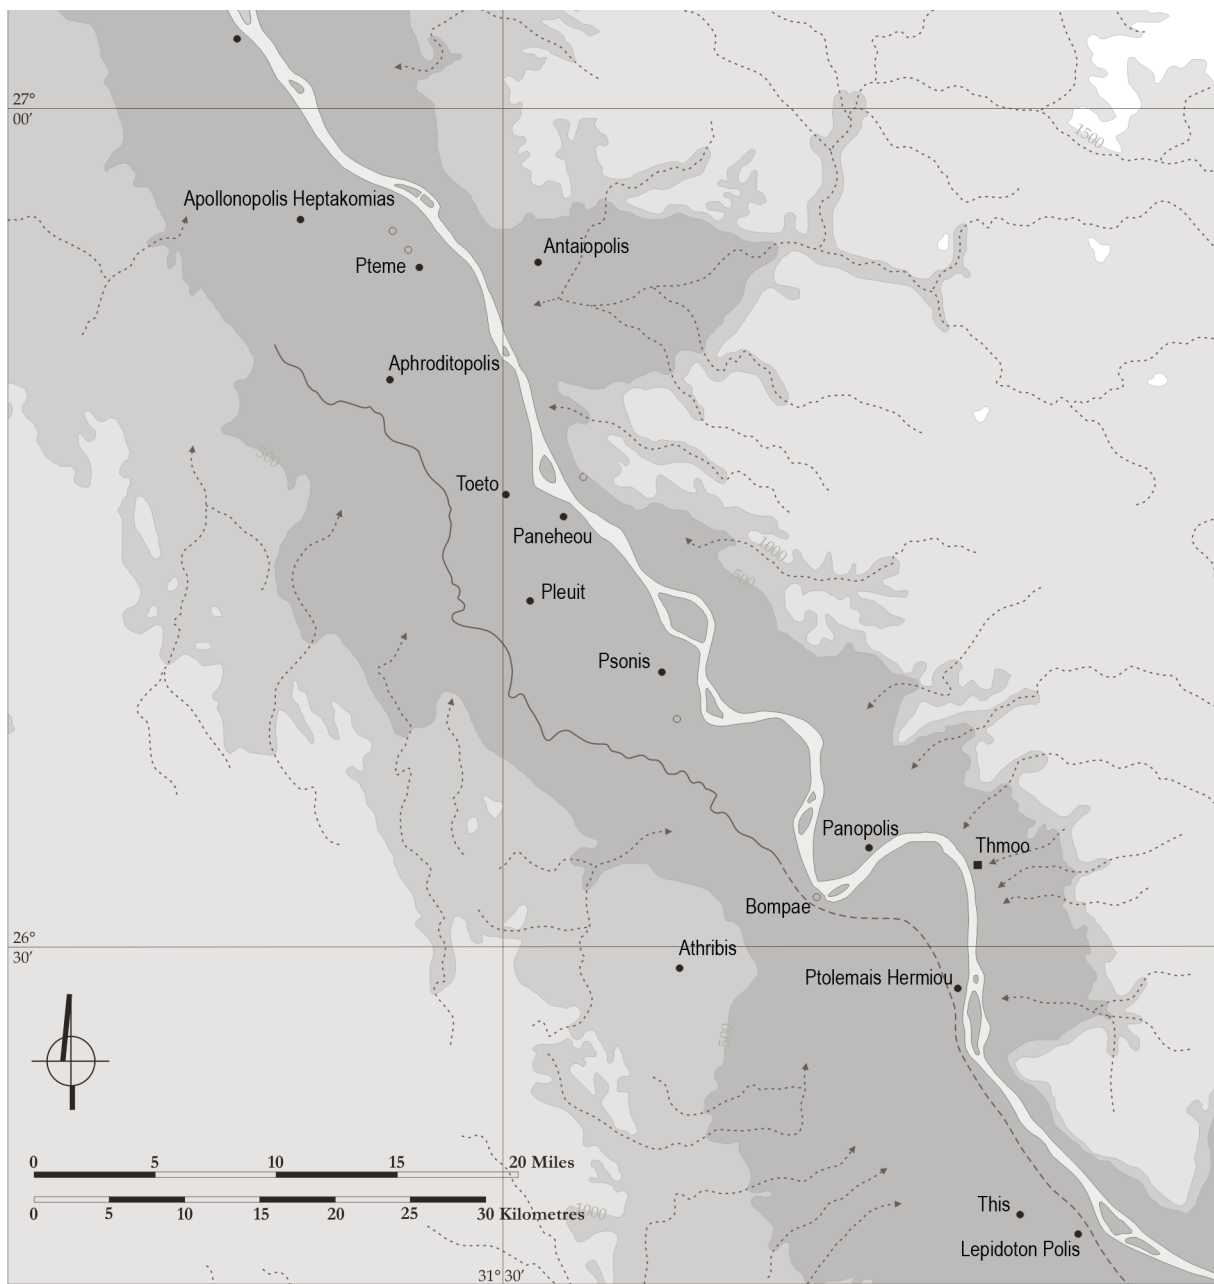 27°
00′
1500
Apollonopolis Heptakomias
Antaiopolis
Pteme
Aphroditopolis
500
Toeto
Paneheou
1000
500
Pleuit
Psonis
Panopolis
Thmoo
Bompae
26°
30′
Athribis
Ptolemais Hermiou
500
0 5 10 15 20 Miles
0 5 10 15 20 25 30 Kilometres
1000
This
Lepidoton Polis
31° 30′